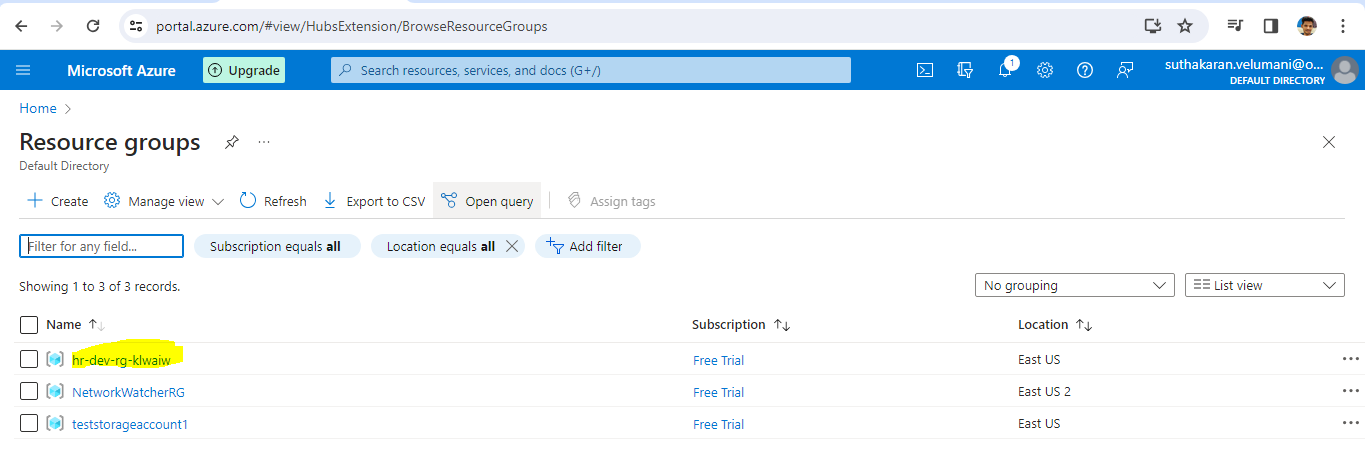 portal.azure.com/#view/HubsExtension/BrowseResourceGroups
Microsoft Azure Upgrade Search resources, services, and docs (G+/) 1 suthakaran.velumani@o...
DEFAULT DIRECTORY
Home >
Resource groups ...
Default Directory
Create Manage view Refresh Export to CSV Open query Assign tags
Filter for any field... Subscription equals all Location equals all Add filter
Showing 1 to 3 of 3 records. No grouping List view
Name Subscription Location
hr-dev-rg-klwaiw Free Trial East US
NetworkWatcherRG Free Trial East US 2
teststorageaccount1 Free Trial East US